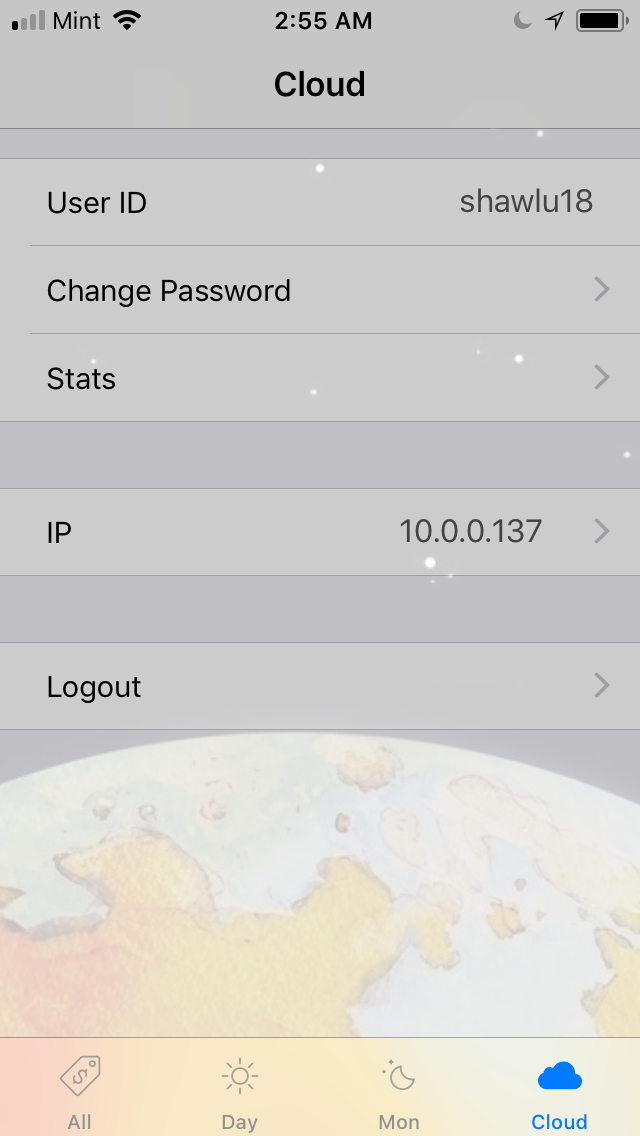 Mint 2:55 AM
Cloud
User ID shawlu18
Change Password
Stats
IP 10.0.0.137
Logout
All Day Mon Cloud